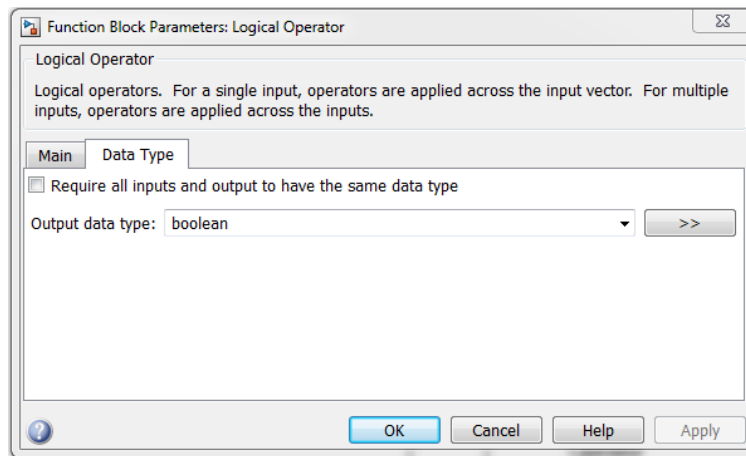 Function Block Parameters: Logical Operator
Logical Operator
Logical operators.  For a single input, operators are applied across the input vector.  For multiple
inputs, operators are applied across the inputs.
Main Data Type
Require all inputs and output to have the same data type
Output data type: boolean >>
OK Cancel Help Apply